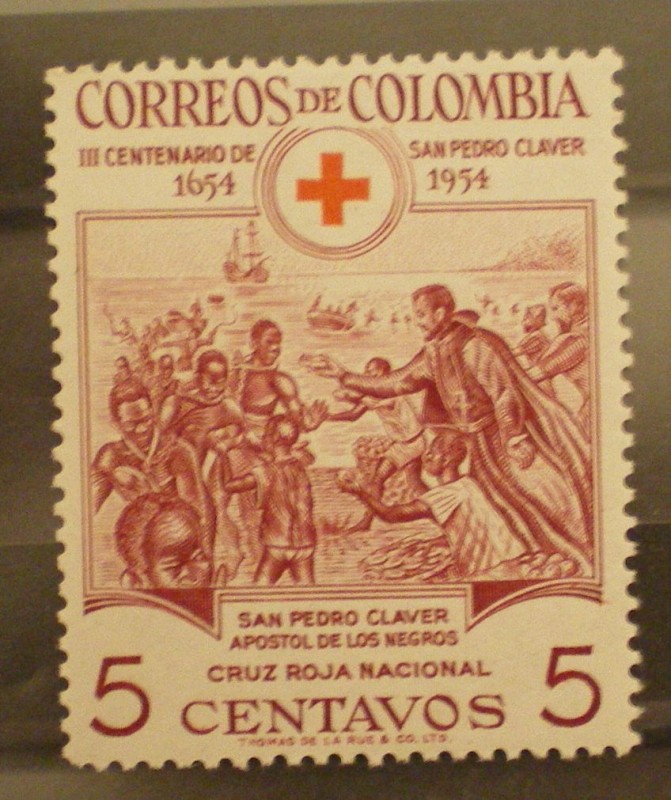 CORREOS DE COLOMBIA
III CENTENARIO DE SAN PEDRO CLAVER
1654 1954
SAN PEDRO CLAVER
APOSTOL DE LOS NEGROS
CRUZ ROJA NACIONAL
5 CENTAVOS 5
THOMAS DE LA RUE & CO. LTD.